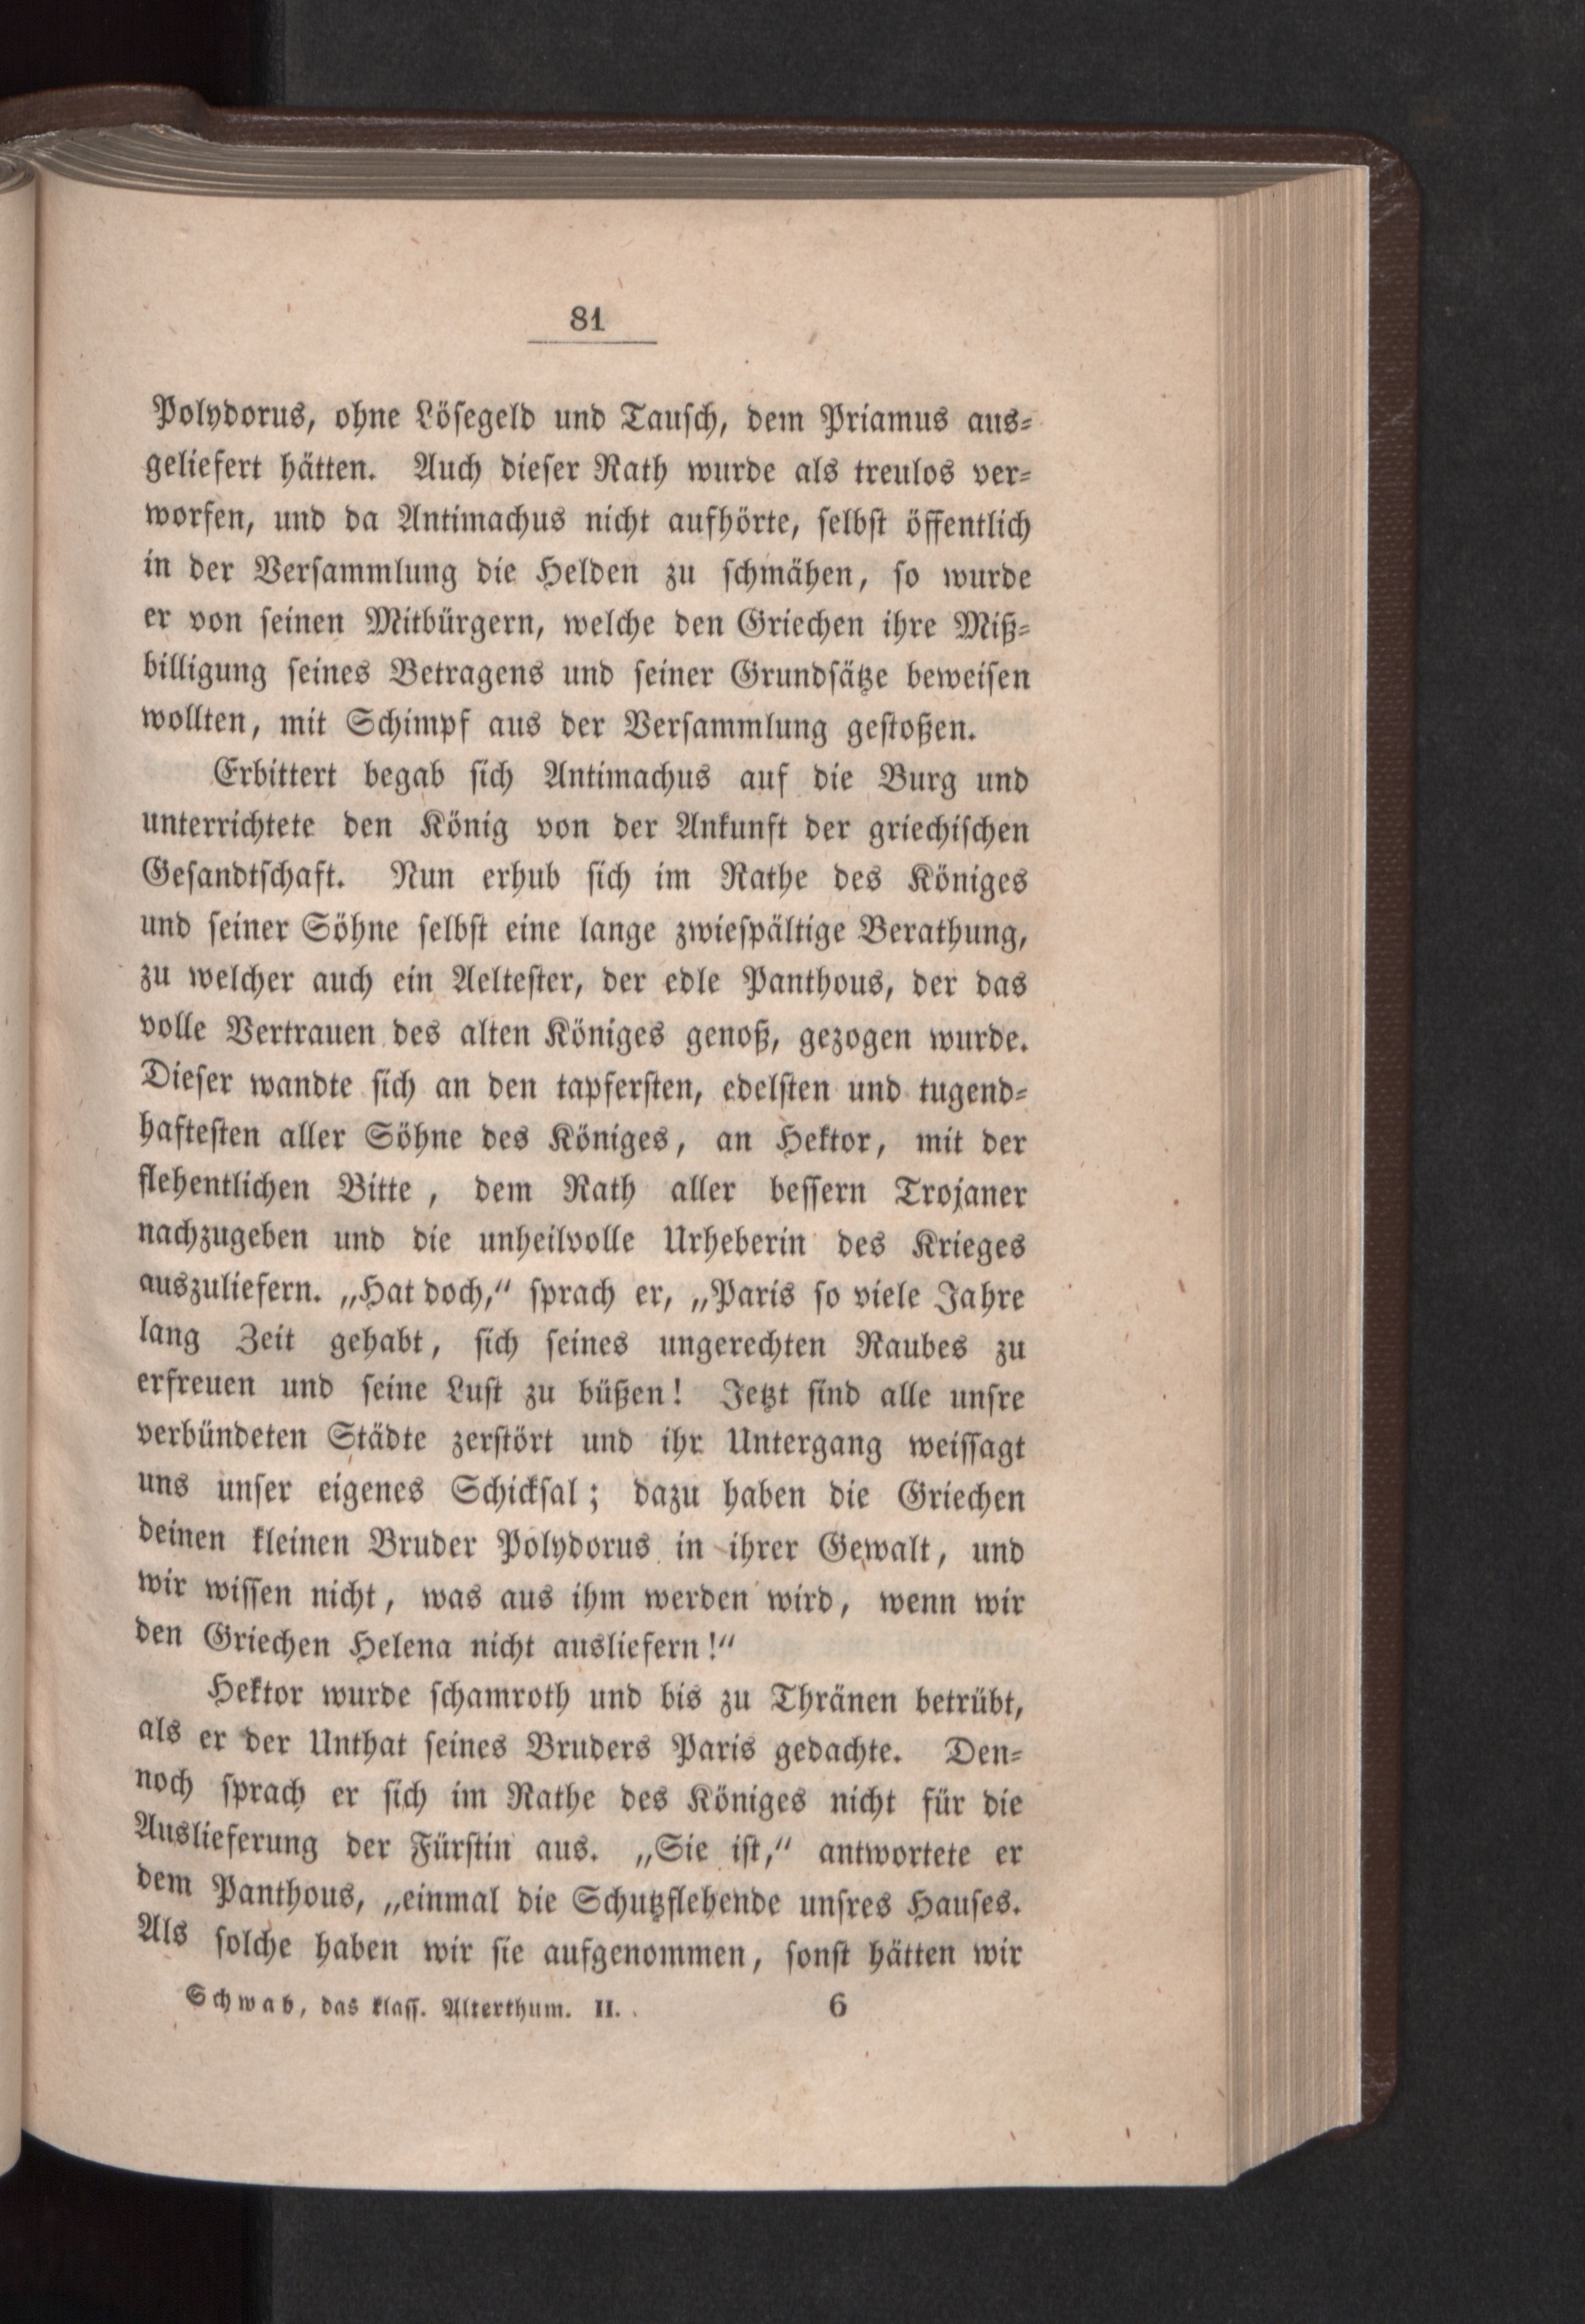 81
Polydorus, ohne Lösegeld und Tausch, dem Priamus aus-
geliefert hätten. Auch dieser Rath wurde als treulos ver-
worfen, und da Antimachus nicht aufhörte, selbst öffentlich
in der Versammlung die Helden zu schmähen, so wurde
er von seinen Mitbürgern, welche den Griechen ihre Miß-
billigung seines Betragens und seiner Grundsätze beweisen
wollten, mit Schimpf aus der Versammlung gestoßen.
Erbittert begab sich Antimachus auf die Burg und
unterrichtete den König von der Ankunft der griechischen
Gesandtschaft. Nun erhub sich im Rathe des Königes
und seiner Söhne selbst eine lange zwiespältige Berathung,
zu welcher auch ein Aeltester, der edle Panthous, der das
volle Vertrauen des alten Königes genoß, gezogen wurde.
Dieser wandte sich an den tapfersten, edelsten und tugend-
haftesten aller Söhne des Königes, an Hektor, mit der
flehentlichen Bitte, dem Rath aller bessern Trojaner
nachzugeben und die unheilvolle Urheberin des Krieges
auszuliefern. „Hat doch,“ sprach er, „Paris so viele Jahre
lang Zeit gehabt, sich seines ungerechten Raubes zu
erfreuen und seine Lust zu büßen! Jetzt sind alle unsre
verbündeten Städte zerstört und ihr Untergang weissagt
uns unser eigenes Schicksal; dazu haben die Griechen
deinen kleinen Bruder Polydorus in ihrer Gewalt, und
wir wissen nicht, was aus ihm werden wird, wenn wir
den Griechen Helena nicht ausliefern!“
Hektor wurde schamroth und bis zu Thränen betrübt,
als er der Unthat seines Bruders Paris gedachte. Den-
noch sprach er sich im Rathe des Königes nicht für die
Auslieferung der Fürstin aus. „Sie ist,“ antwortete er
dem Panthous, „einmal die Schutzflehende unsres Hauses.
Als solche haben wir sie aufgenommen, sonst hätten wir
Schwab, das klass. Alterthum. II. 6